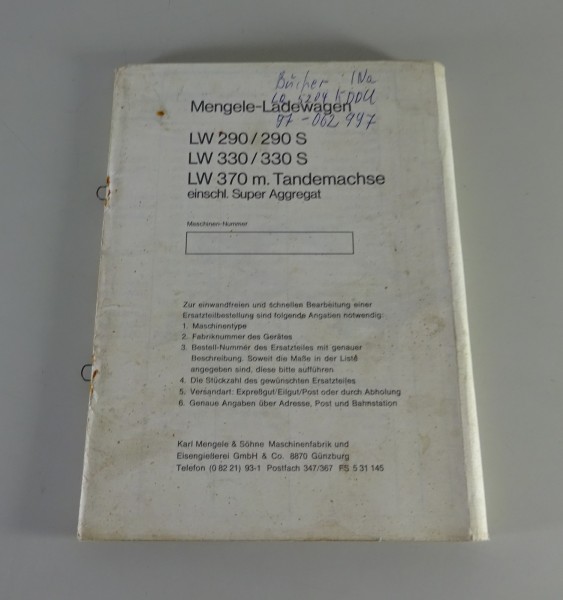 Bücher
Mengele-Ladewagen
97-062 997
LW 290/290 S
LW 330/330 S
LW 370 m. Tandemachse
einschl. Super Aggregat
Maschinen-Nummer
Zur einwandfreien und schnellen Bearbeitung einer
Ersatzteilbestellung sind folgende Angaben notwendig:
1. Maschinentype
2. Fabriknummer des Gerätes
3. Bestell-Nummer des Ersatzteiles mit genauer
Beschreibung. Soweit die Maße in der Liste
angegeben sind, diese bitte aufführen
4. Die Stückzahl des gewünschten Ersatzteiles
5. Versandart: Expreßgut/Eilgut/Post oder durch Abholung
6. Genaue Angaben über Adresse, Post und Bahnstation
Karl Mengele & Söhne Maschinenfabrik und
Eisengießerei GmbH & Co. 8870 Günzburg
Telefon (0 82 21) 93-1 Postfach 347/367 FS 5 31 145